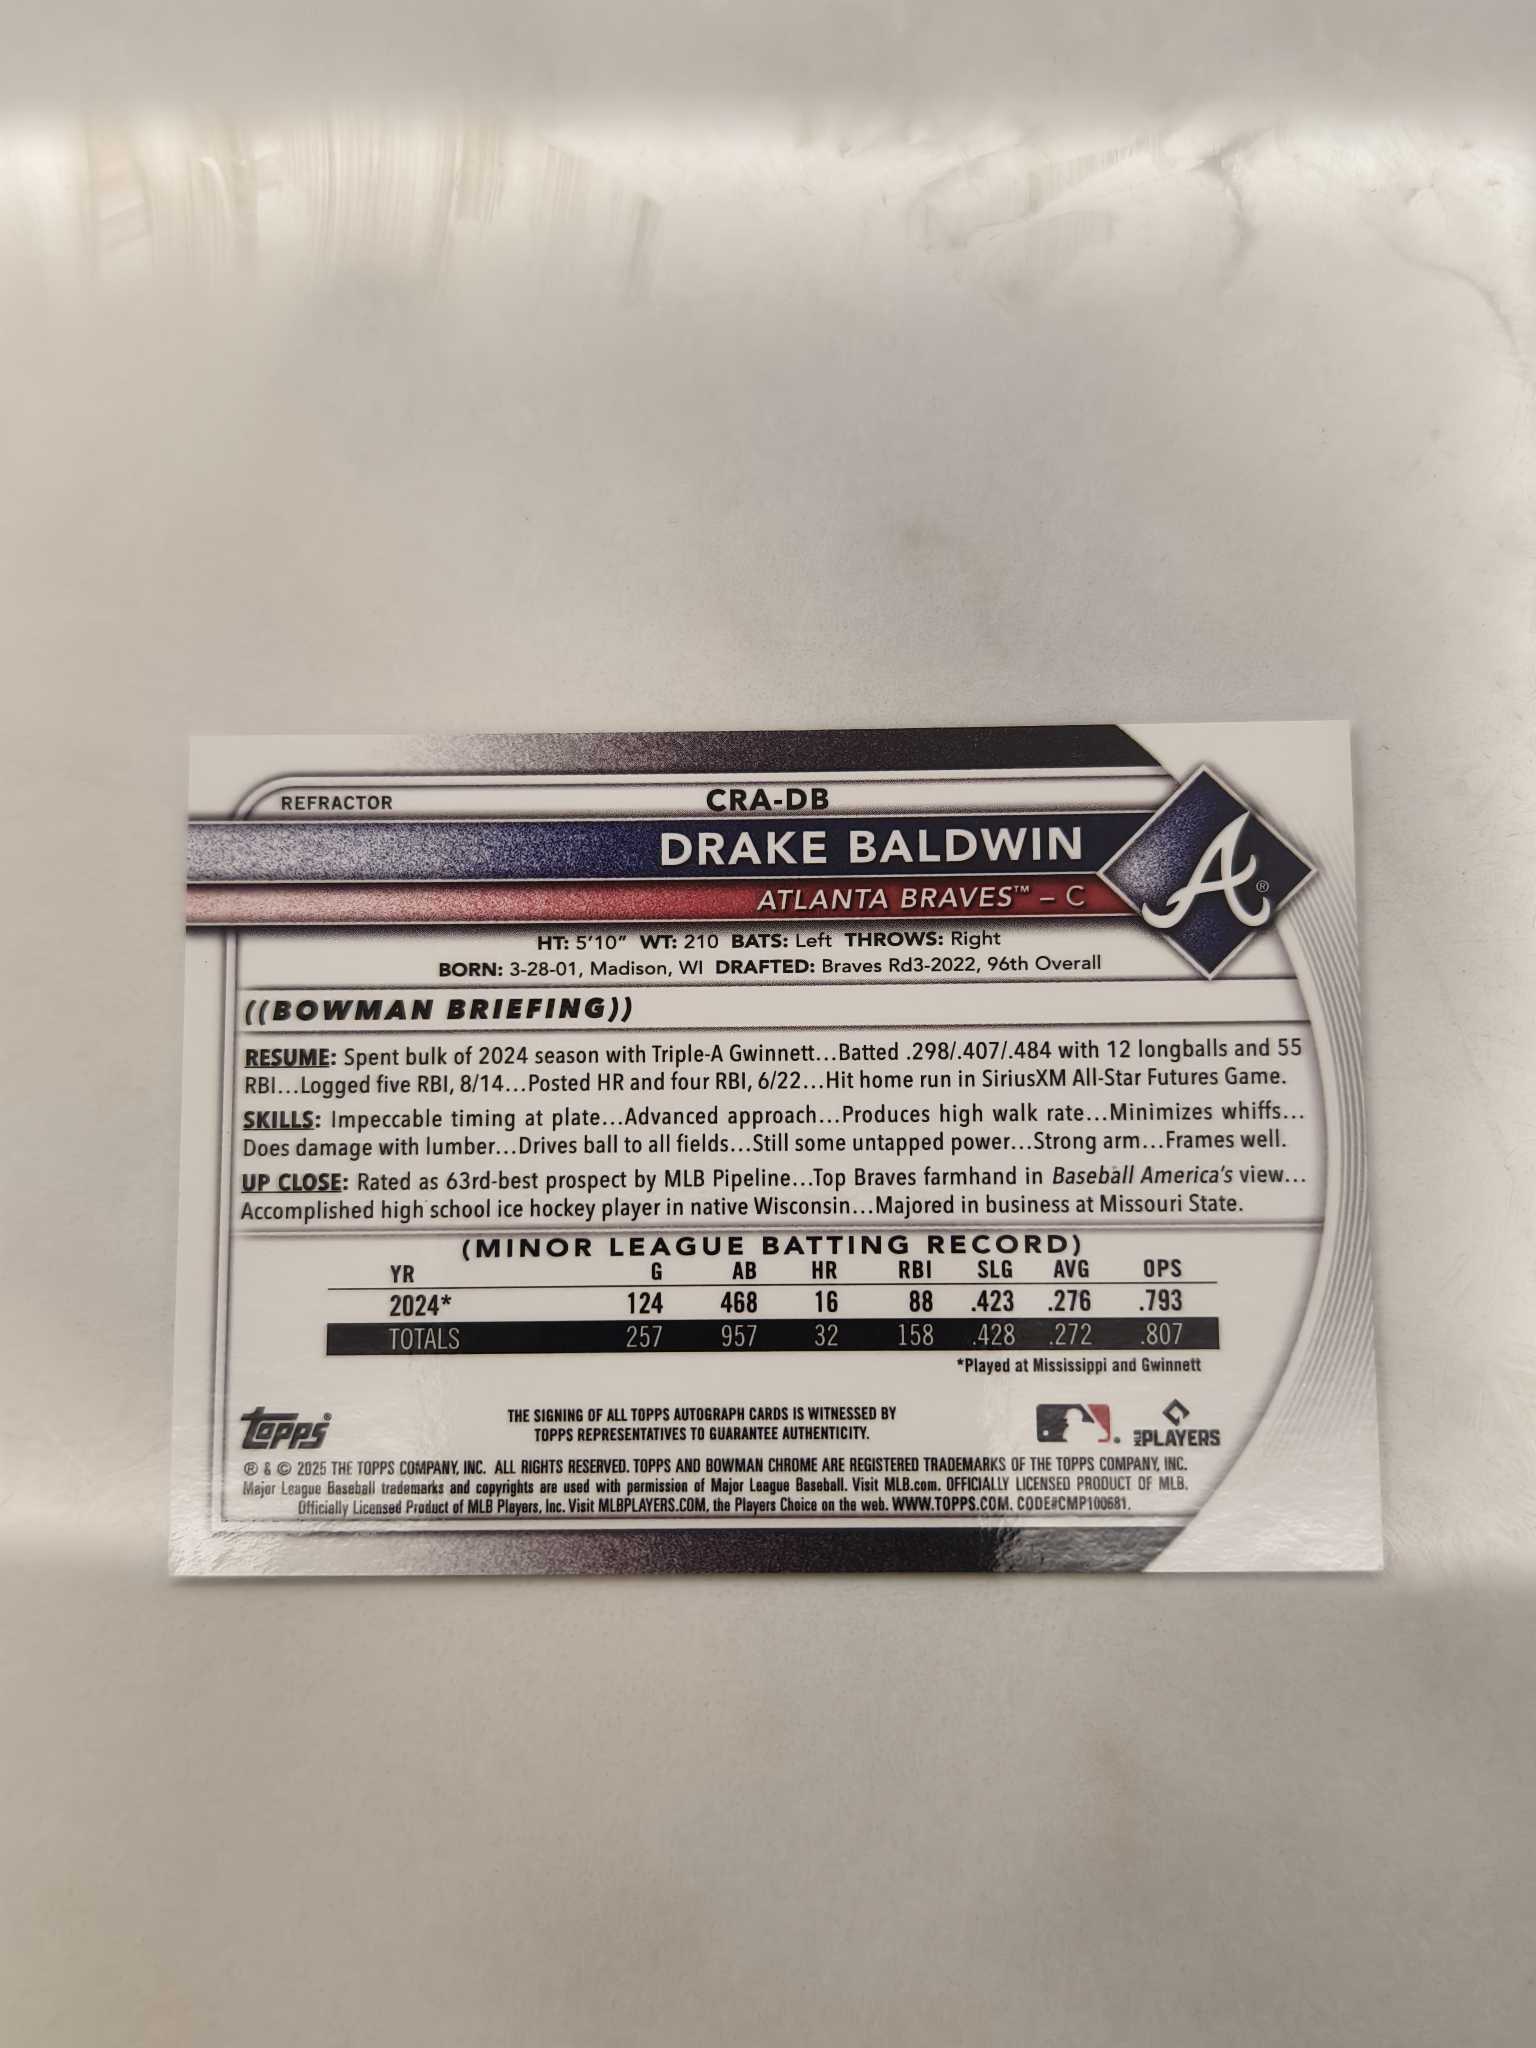 REFRACTOR
CRA-DB
DRAKE BALDWIN
ATLANTA BRAVES™ – C
A®
HT: 5'10" WT: 210 BATS: Left THROWS: Right
BORN: 3-28-01, Madison, WI DRAFTED: Braves Rd3-2022, 96th Overall
((BOWMAN BRIEFING))
RESUME: Spent bulk of 2024 season with Triple-A Gwinnett...Batted .298/.407/.484 with 12 longballs and 55
RBI...Logged five RBI, 8/14...Posted HR and four RBI, 6/22...Hit home run in SiriusXM All-Star Futures Game.
SKILLS: Impeccable timing at plate...Advanced approach...Produces high walk rate...Minimizes whiffs...
Does damage with lumber...Drives ball to all fields...Still some untapped power...Strong arm...Frames well.
UP CLOSE: Rated as 63rd-best prospect by MLB Pipeline...Top Braves farmhand in Baseball America's view...
Accomplished high school ice hockey player in native Wisconsin...Majored in business at Missouri State.
(MINOR LEAGUE BATTING RECORD)
YR G AB HR RBI SLG AVG OPS
2024* 124 468 16 88 .423 .276 .793
TOTALS 257 957 32 158 .428 .272 .807
*Played at Mississippi and Gwinnett
Topps®
THE SIGNING OF ALL TOPPS AUTOGRAPH CARDS IS WITNESSED BY
TOPPS REPRESENTATIVES TO GUARANTEE AUTHENTICITY.
MLB PLAYERS
® & © 2025 THE TOPPS COMPANY, INC. ALL RIGHTS RESERVED. TOPPS AND BOWMAN CHROME ARE REGISTERED TRADEMARKS OF THE TOPPS COMPANY, INC.
Major League Baseball trademarks and copyrights are used with permission of Major League Baseball. Visit MLB.com. OFFICIALLY LICENSED PRODUCT OF MLB.
Officially Licensed Product of MLB Players, Inc. Visit MLBPLAYERS.COM, the Players Choice on the web. WWW.TOPPS.COM. CODE#CMP100681.